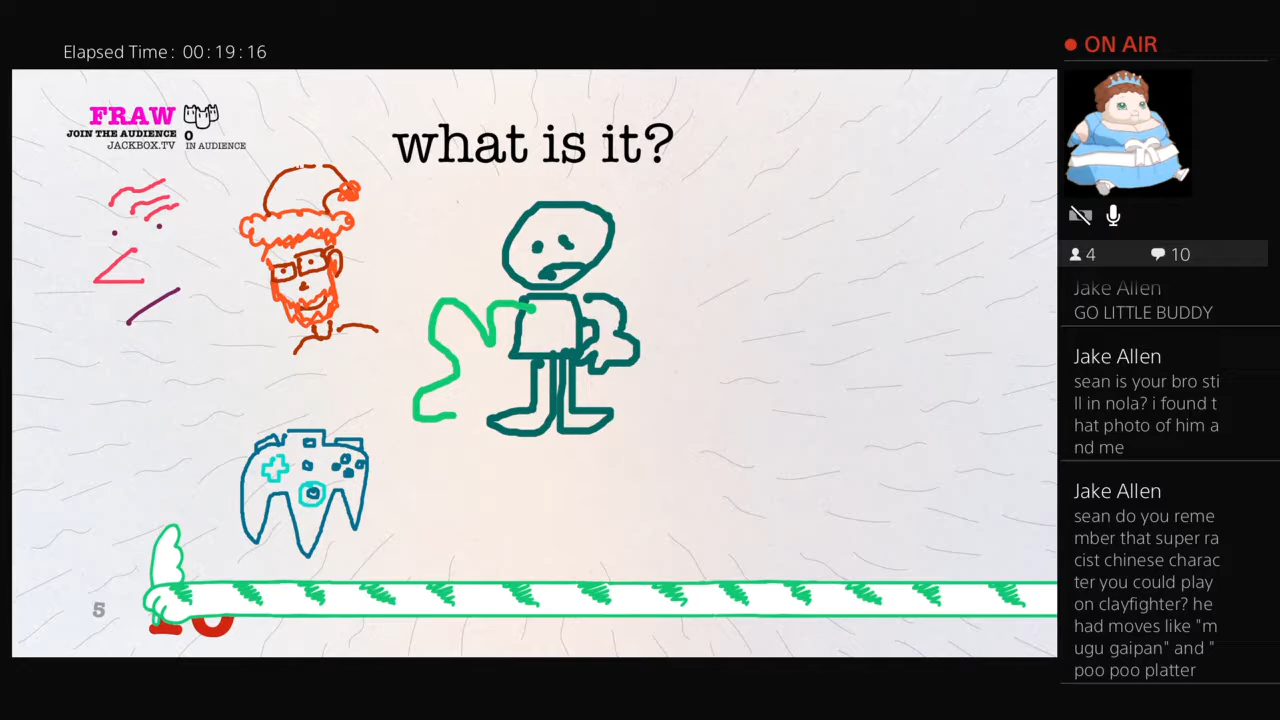 Elapsed Time: 00:19:16
ON AIR
FRAW
JOIN THE AUDIENCE
JACKBOX.TV
0
IN AUDIENCE
what is it?
4
10
Jake Allen
GO LITTLE BUDDY
Jake Allen
sean is your bro sti
ll in nola? i found t
hat photo of him a
nd me
Jake Allen
sean do you reme
mber that super ra
cist chinese charac
ter you could play
on clayfighter? he
had moves like "m
ugu gaipan" and "
poo poo platter
5